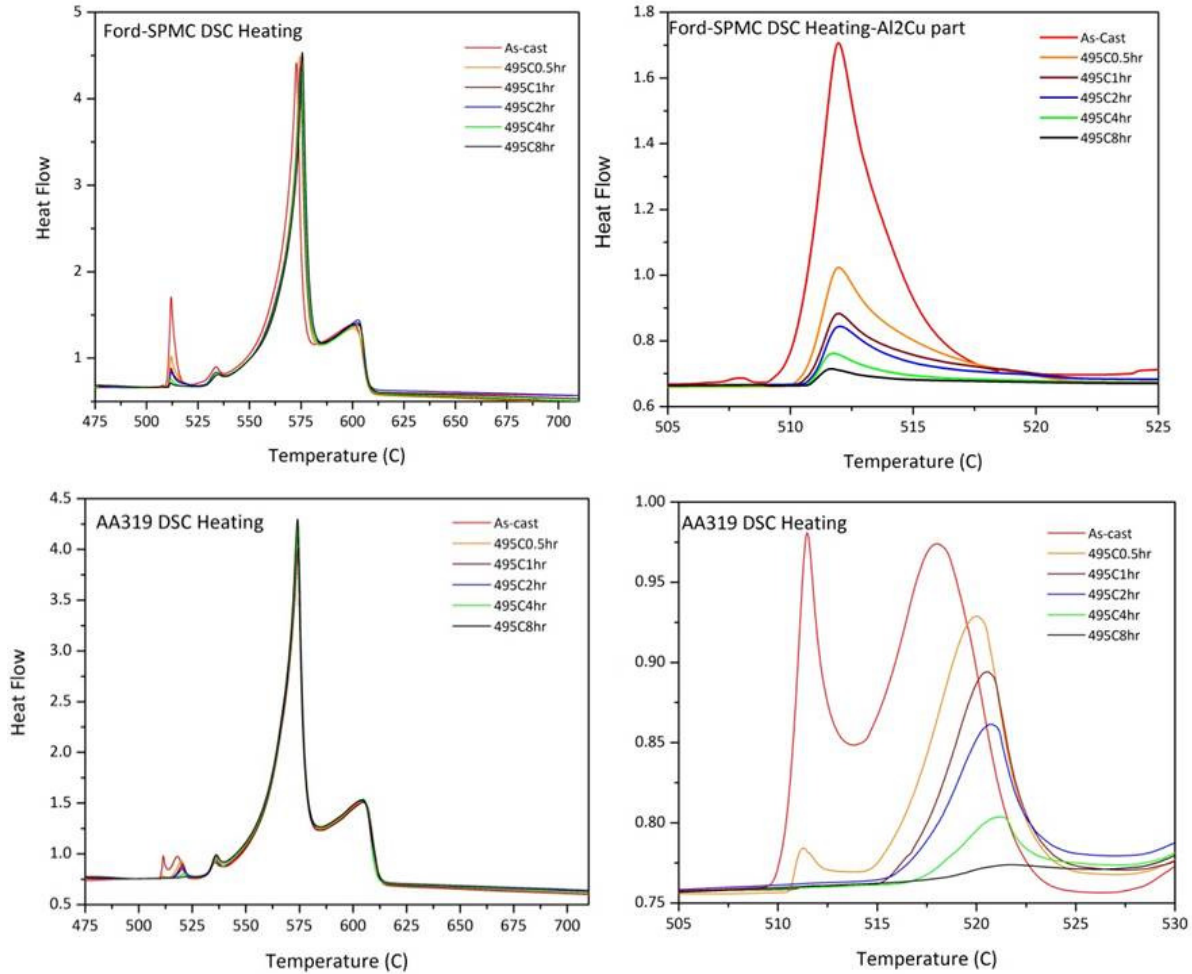 Ford-SPMC DSC Heating
As-cast
495C0.5hr
495C1hr
495C2hr
495C4hr
495C8hr
5
4
3
2
1
Heat Flow
475 500 525 550 575 600 625 650 675 700
Temperature (C)
Ford-SPMC DSC Heating-Al2Cu part
As-Cast
495C0.5hr
495C1hr
495C2hr
495C4hr
495C8hr
1.8
1.6
1.4
1.2
1.0
0.8
0.6
Heat Flow
505 510 515 520 525
Temperature (C)
AA319 DSC Heating
As-cast
495C0.5hr
495C1hr
495C2hr
495C4hr
495C8hr
4.5
4.0
3.5
3.0
2.5
2.0
1.5
1.0
0.5
Heat Flow
475 500 525 550 575 600 625 650 675 700
Temperature (C)
AA319 DSC Heating
As-cast
495C0.5hr
495C1hr
495C2hr
495C4hr
495C8hr
1.00
0.95
0.90
0.85
0.80
0.75
505 510 515 520 525 530
Temperature (C)